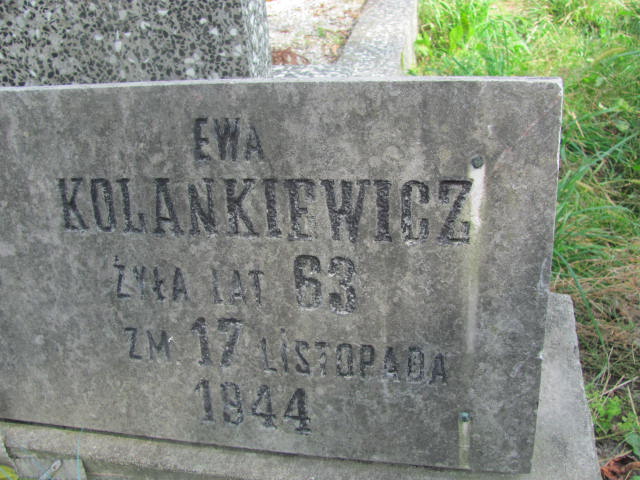 EWA
KOLANKIEWICZ
ŻYŁA LAT 63
ZM 17 LISTOPADA
1944